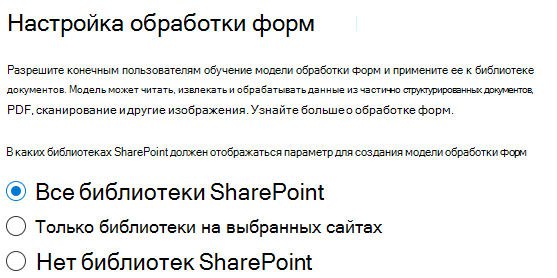 Настройка обработки форм
Разрешите конечным пользователям обучение модели обработки форм и примените ее к библиотеке
документов. Модель может читать, извлекать и обрабатывать данные из частично структурированных документов,
PDF, сканирование и другие изображения. Узнайте больше о обработке форм.
В каких библиотеках SharePoint должен отображаться параметр для создания модели обработки форм
Все библиотеки SharePoint
Только библиотеки на выбранных сайтах
Нет библиотек SharePoint